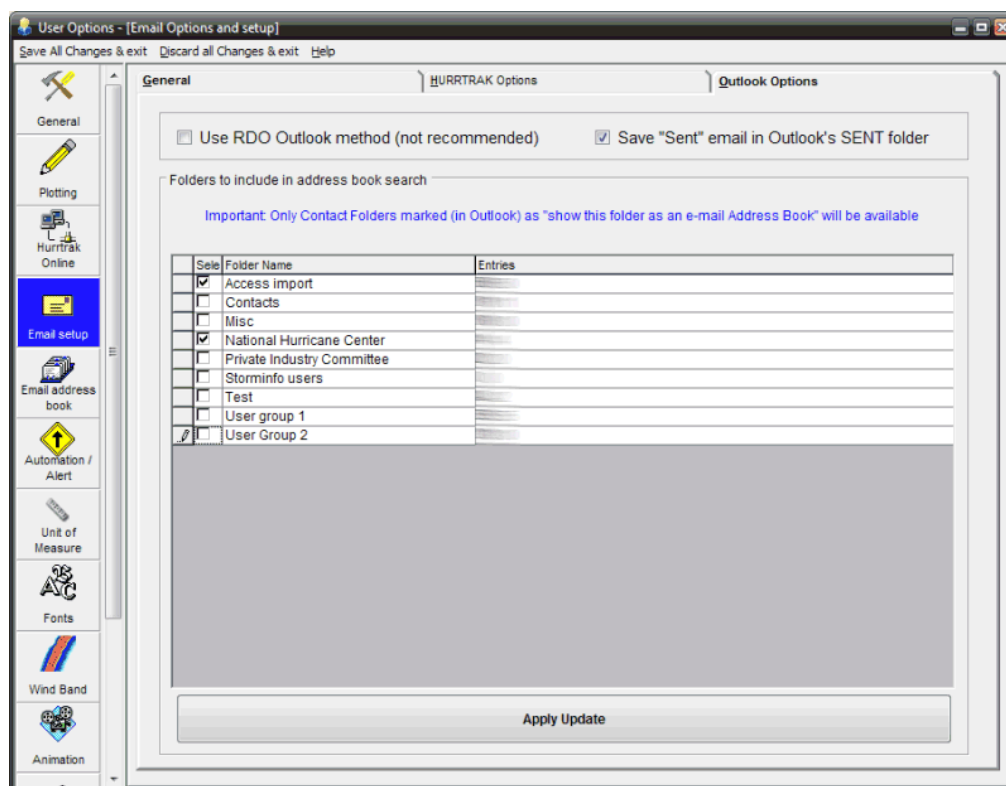 User Options - [Email Options and setup]
Save All Changes & exit Discard all Changes & exit Help
General
Plotting
Hurrtrak
Online
Email setup
Email address
book
Automation /
Alert
Unit of
Measure
Fonts
Wind Band
Animation
General HURRTRAK Options Outlook Options
Use RDO Outlook method (not recommended) Save "Sent" email in Outlook's SENT folder
Folders to include in address book search
Important: Only Contact Folders marked (in Outlook) as "show this folder as an e-mail Address Book" will be available
Sele Folder Name Entries
Access import
Contacts
Misc
National Hurricane Center
Private Industry Committee
Storminfo users
Test
User group 1
User Group 2
Apply Update